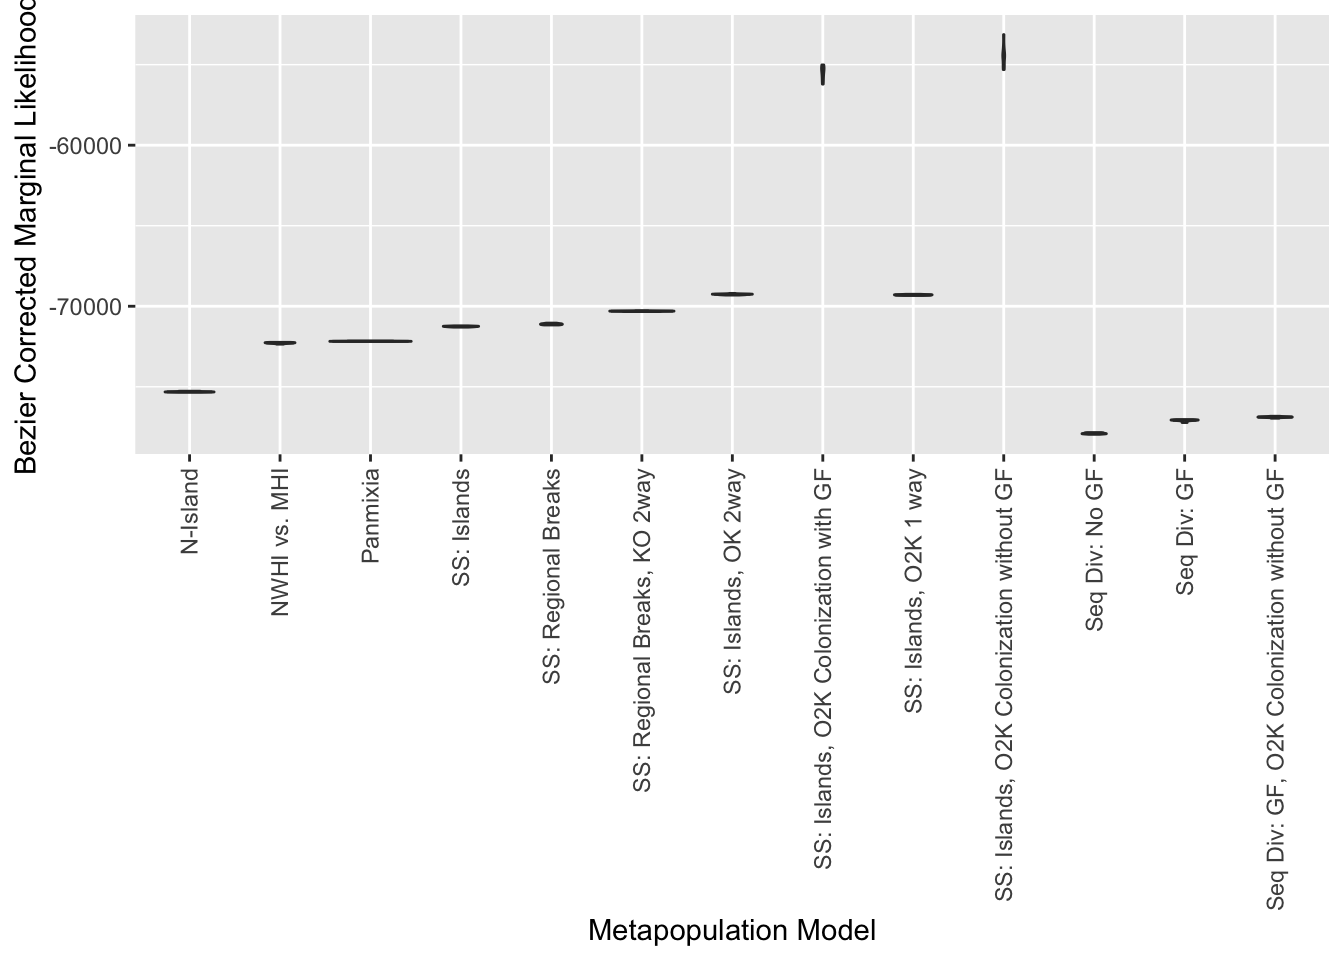 Bezier Corrected Marginal Likelihood
-60000
-70000
N-Island
NWHI vs. MHI
Panmixia
SS: Islands
SS: Regional Breaks
SS: Regional Breaks, KO 2way
SS: Islands, OK 2way
SS: Islands, O2K Colonization with GF
SS: Islands, O2K 1 way
SS: Islands, O2K Colonization without GF
Seq Div: No GF
Seq Div: GF
Seq Div: GF, O2K Colonization without GF
Metapopulation Model